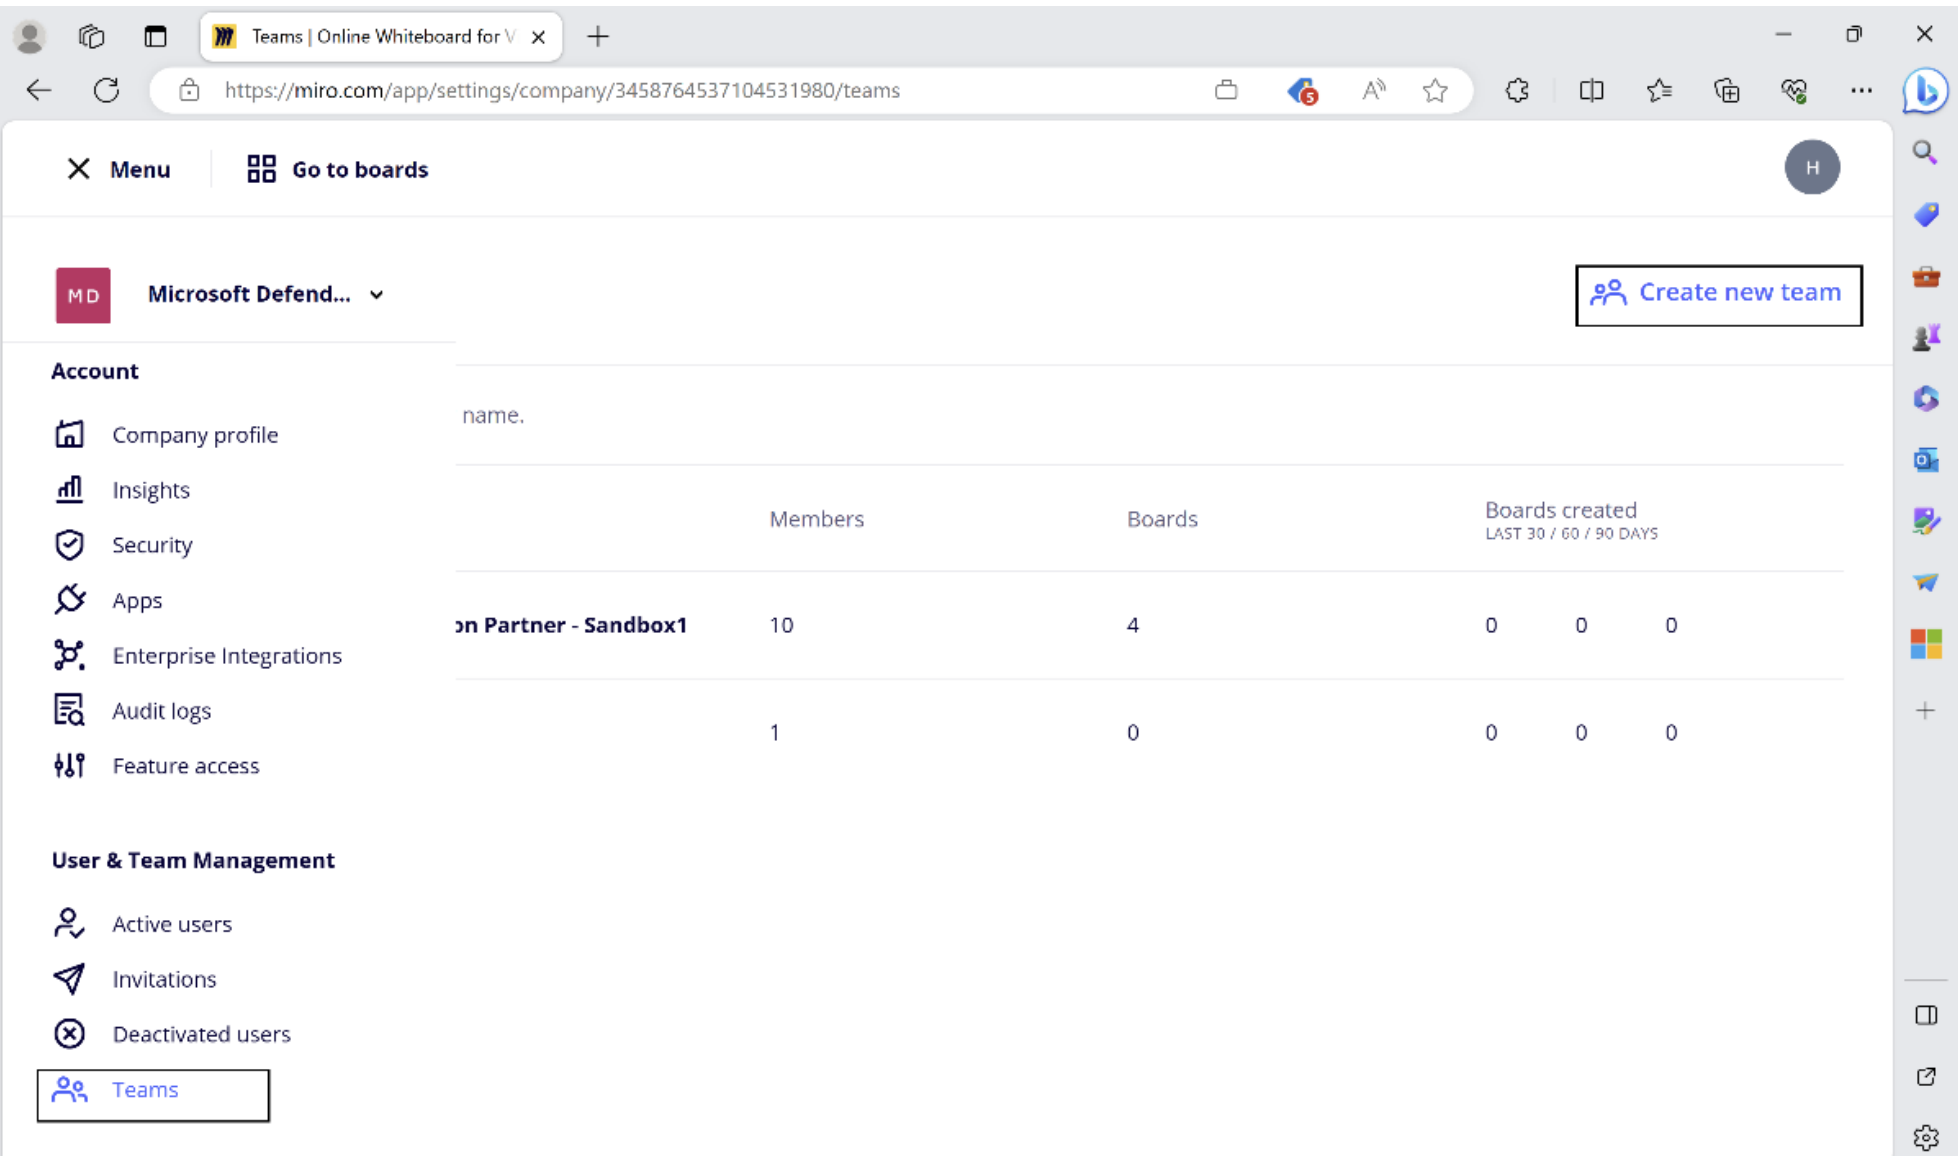 Teams | Online Whiteboard for V
https://miro.com/app/settings/company/3458764537104531980/teams
5
Menu
Go to boards
H
MD
Microsoft Defend...
Create new team
Account
name.
Company profile
Insights
Members
Boards
Boards created
LAST 30 / 60 / 90 DAYS
Security
Apps
on Partner - Sandbox1
10
4
0 0 0
Enterprise Integrations
Audit logs
1
0
0 0 0
Feature access
User & Team Management
Active users
Invitations
Deactivated users
Teams